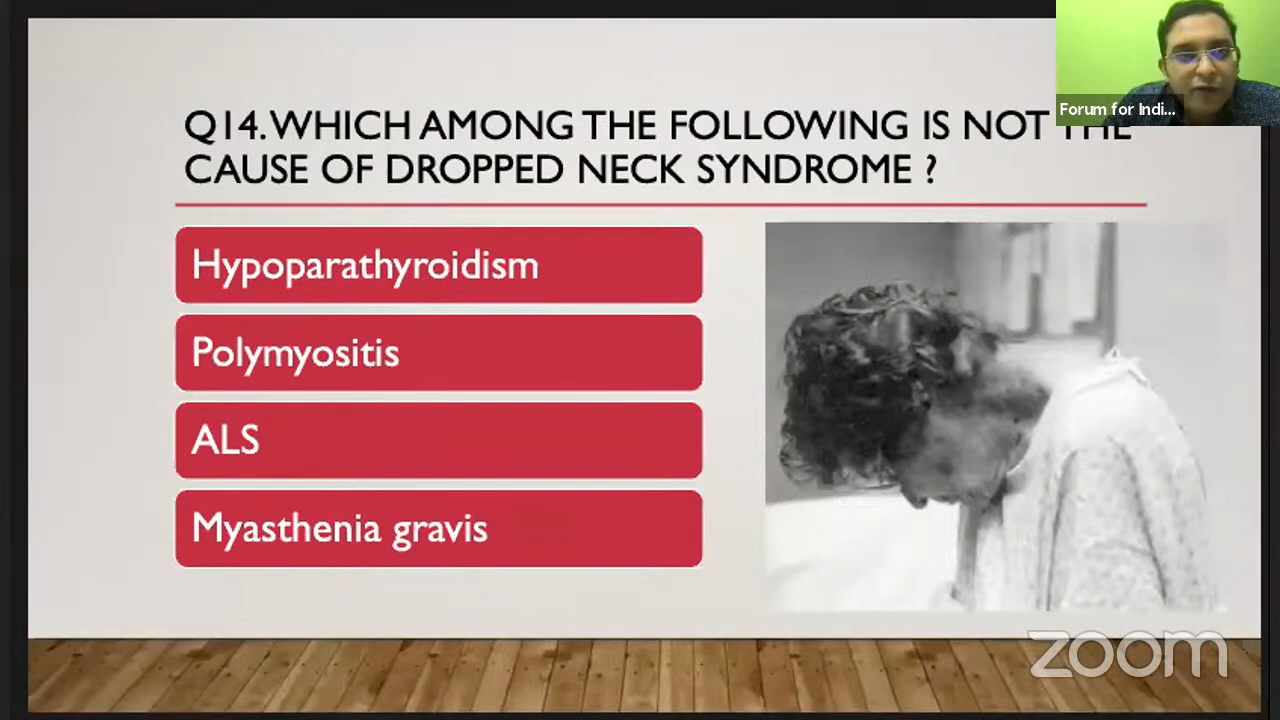 Q14. WHICH AMONG THE FOLLOWING IS NOT THE
CAUSE OF DROPPED NECK SYNDROME ?
Hypoparathyroidism
Polymyositis
ALS
Myasthenia gravis
Forum for Indi...
zoom